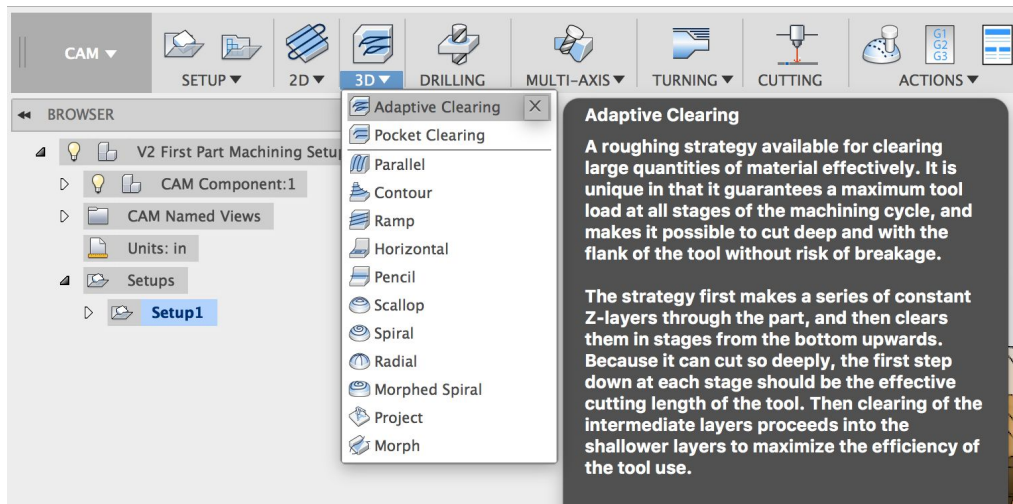 CAM
SETUP
2D
3D
DRILLING
MULTI-AXIS
TURNING
CUTTING
G1
G2
G3
ACTIONS
BROWSER
V2 First Part Machining Setup
CAM Component:1
CAM Named Views
Units: in
Setups
Setup1
Adaptive Clearing
Pocket Clearing
Parallel
Contour
Ramp
Horizontal
Pencil
Scallop
Spiral
Radial
Morphed Spiral
Project
Morph
Adaptive Clearing
A roughing strategy available for clearing
large quantities of material effectively. It is
unique in that it guarantees a maximum tool
load at all stages of the machining cycle, and
makes it possible to cut deep and with the
flank of the tool without risk of breakage.
The strategy first makes a series of constant
Z-layers through the part, and then clears
them in stages from the bottom upwards.
Because it can cut so deeply, the first step
down at each stage should be the effective
cutting length of the tool. Then clearing of the
intermediate layers proceeds into the
shallower layers to maximize the efficiency of
the tool use.